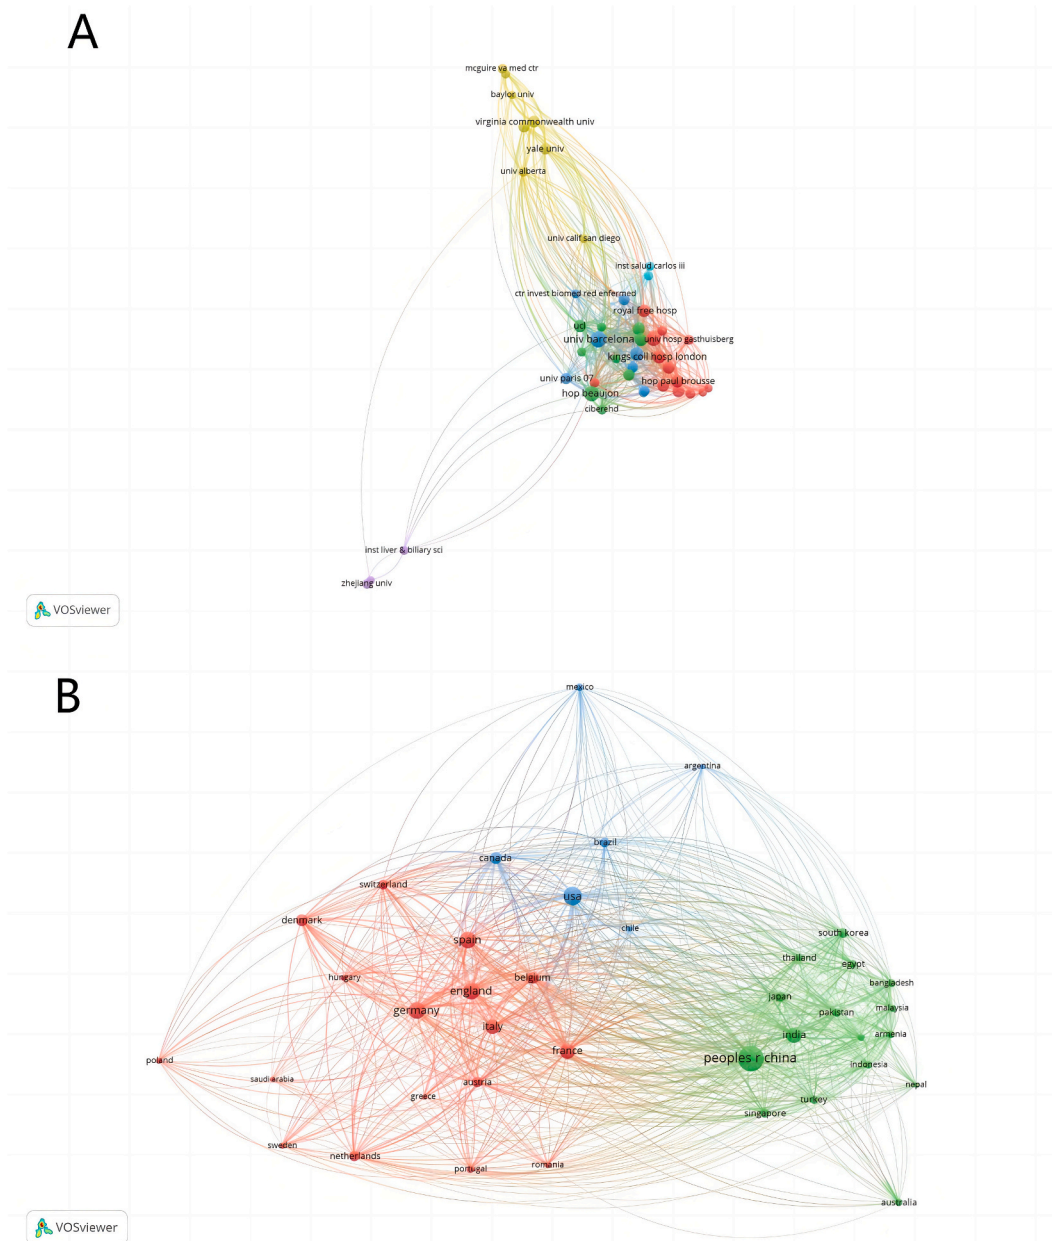 A
mcguire va med ctr
baylor univ
virginia commonwealth univ
yale univ
univ alberta
univ calif san diego
inst salud carlos iii
ctr invest biomed red enfermed
royal free hosp
ucl
univ barcelona
univ hosp gasthuisberg
kings coll hosp london
univ paris 07
hop paul brousse
hop beaujon
ciberehd
inst liver & biliary sci
zhejiang univ
VOSviewer
B
mexico
argentina
brazil
canada
switzerland
usa
denmark
chile
south korea
spain
thailand
egypt
hungary
belgium
bangladesh
england
japan
germany
malaysia
pakistan
italy
india
armenia
france
peoples r china
poland
indonesia
saudi arabia
austria
nepal
greece
turkey
singapore
sweden
netherlands
romania
portugal
australia
VOSviewer